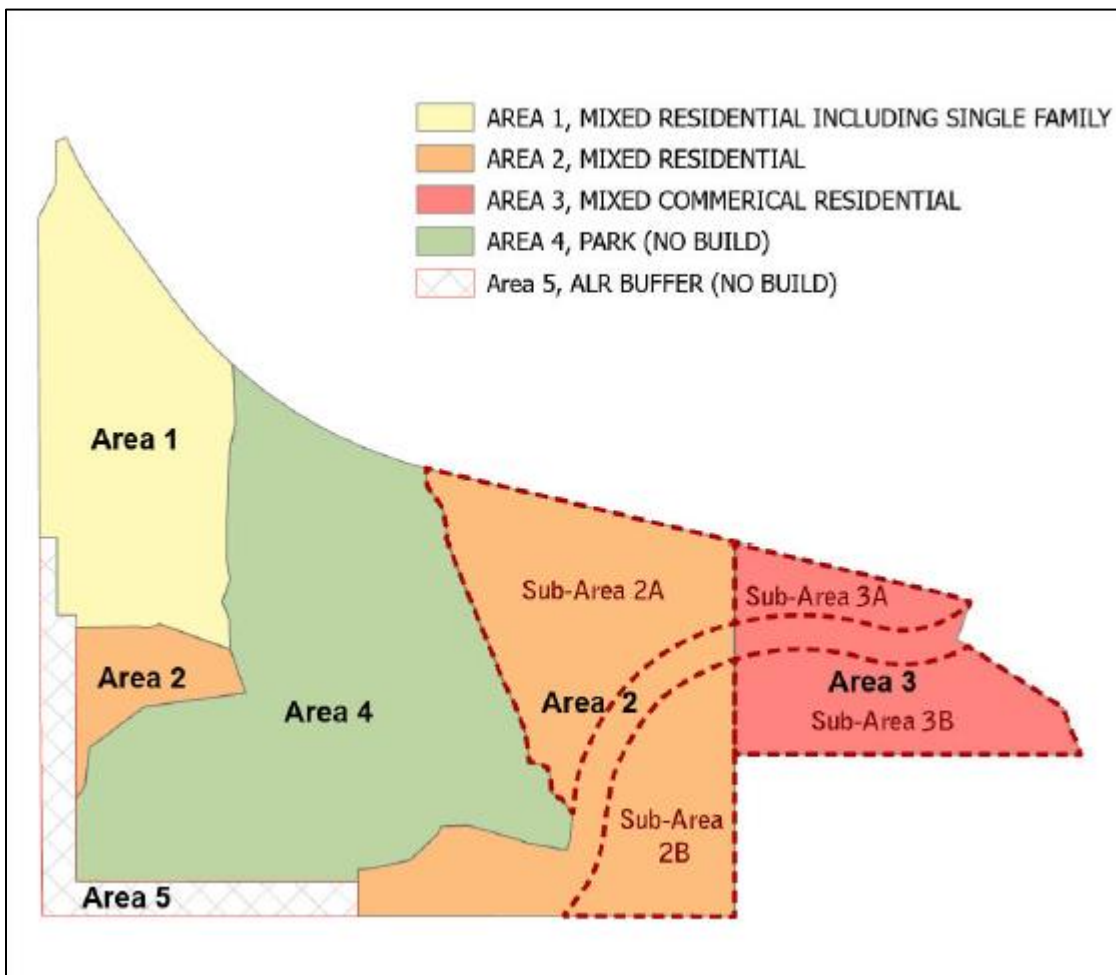 AREA 1, MIXED RESIDENTIAL INCLUDING SINGLE FAMILY
AREA 2, MIXED RESIDENTIAL
AREA 3, MIXED COMMERICAL RESIDENTIAL
AREA 4, PARK (NO BUILD)
Area 5, ALR BUFFER (NO BUILD)
Area 1
Sub-Area 2A
Sub-Area 3A
Area 2
Area 3
Area 4
Area 2
Sub-Area 3B
Sub-Area
2B
Area 5